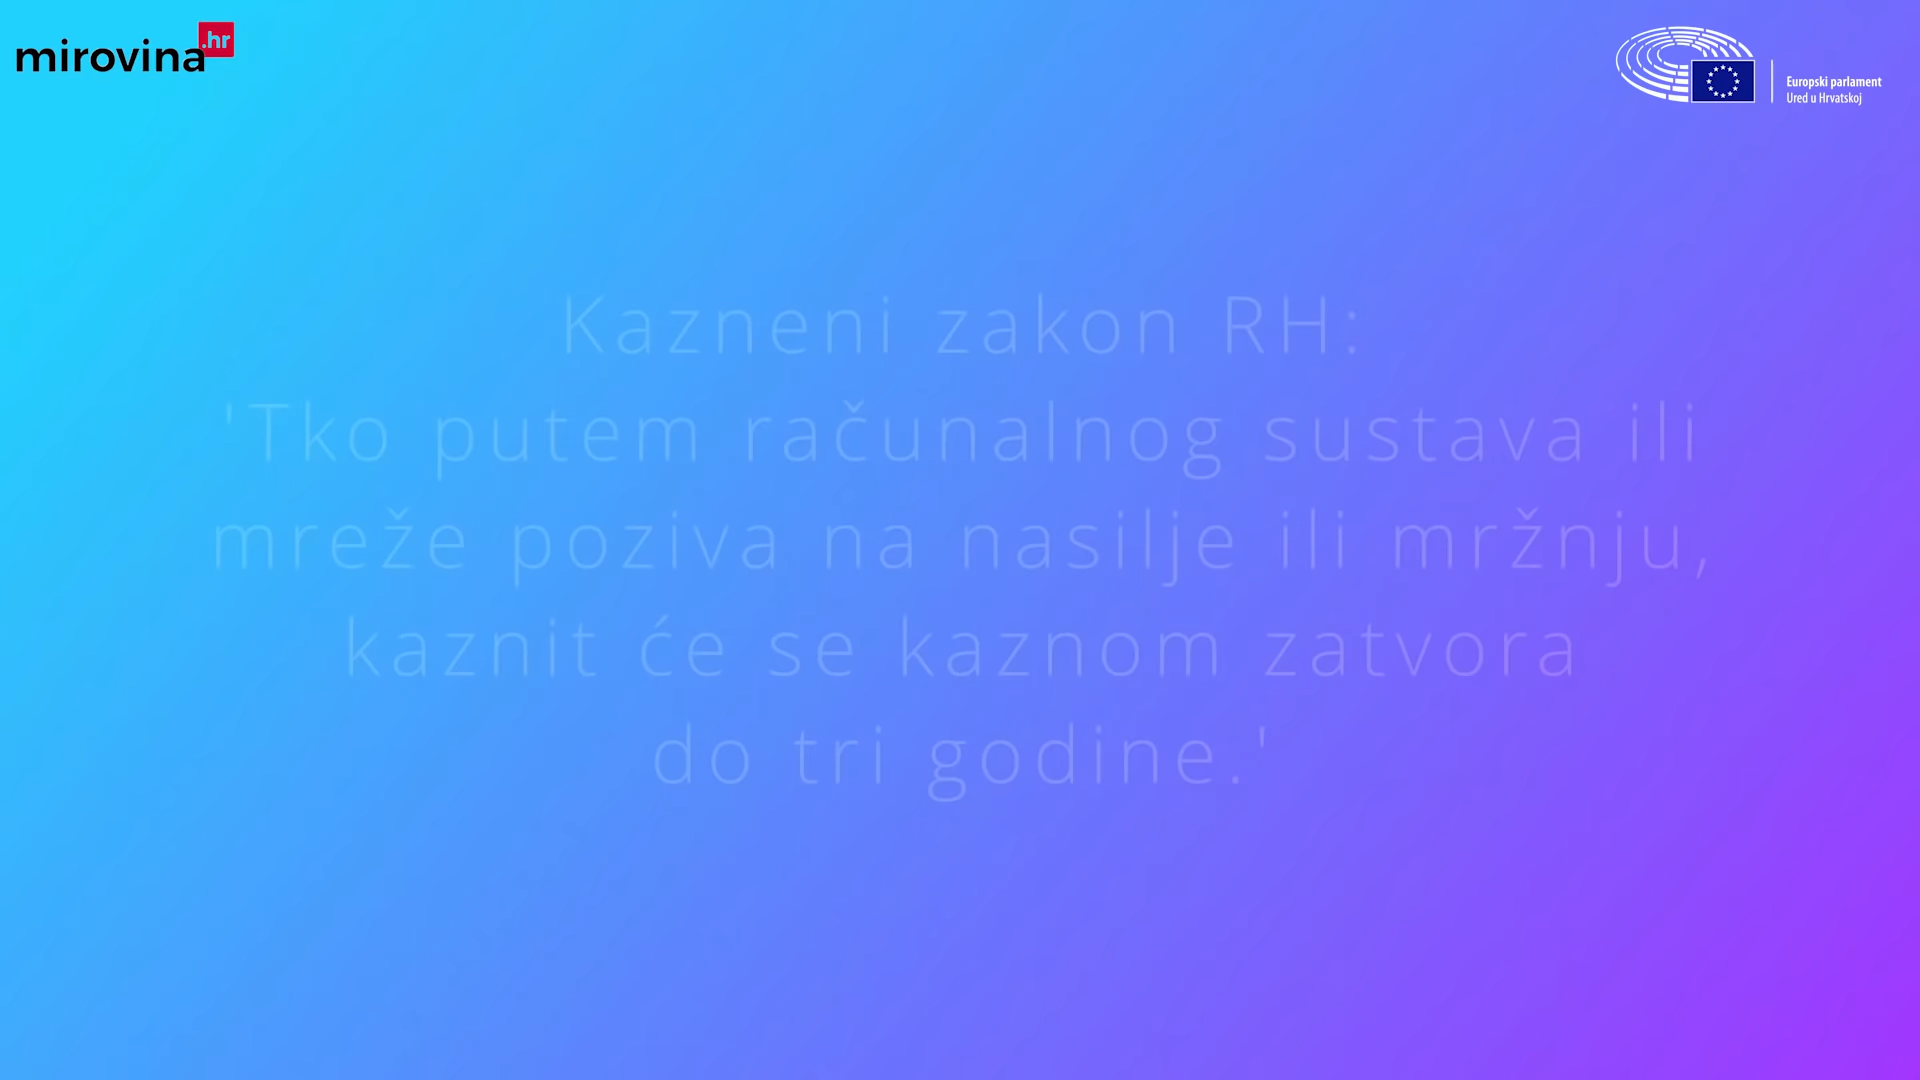 mirovina.hr
Europski parlament
Ured u Hrvatskoj
Kazneni zakon RH:
'Tko putem računalnog sustava ili
mreže poziva na nasilje ili mržnju,
kaznit će se kaznom zatvora
do tri godine.'